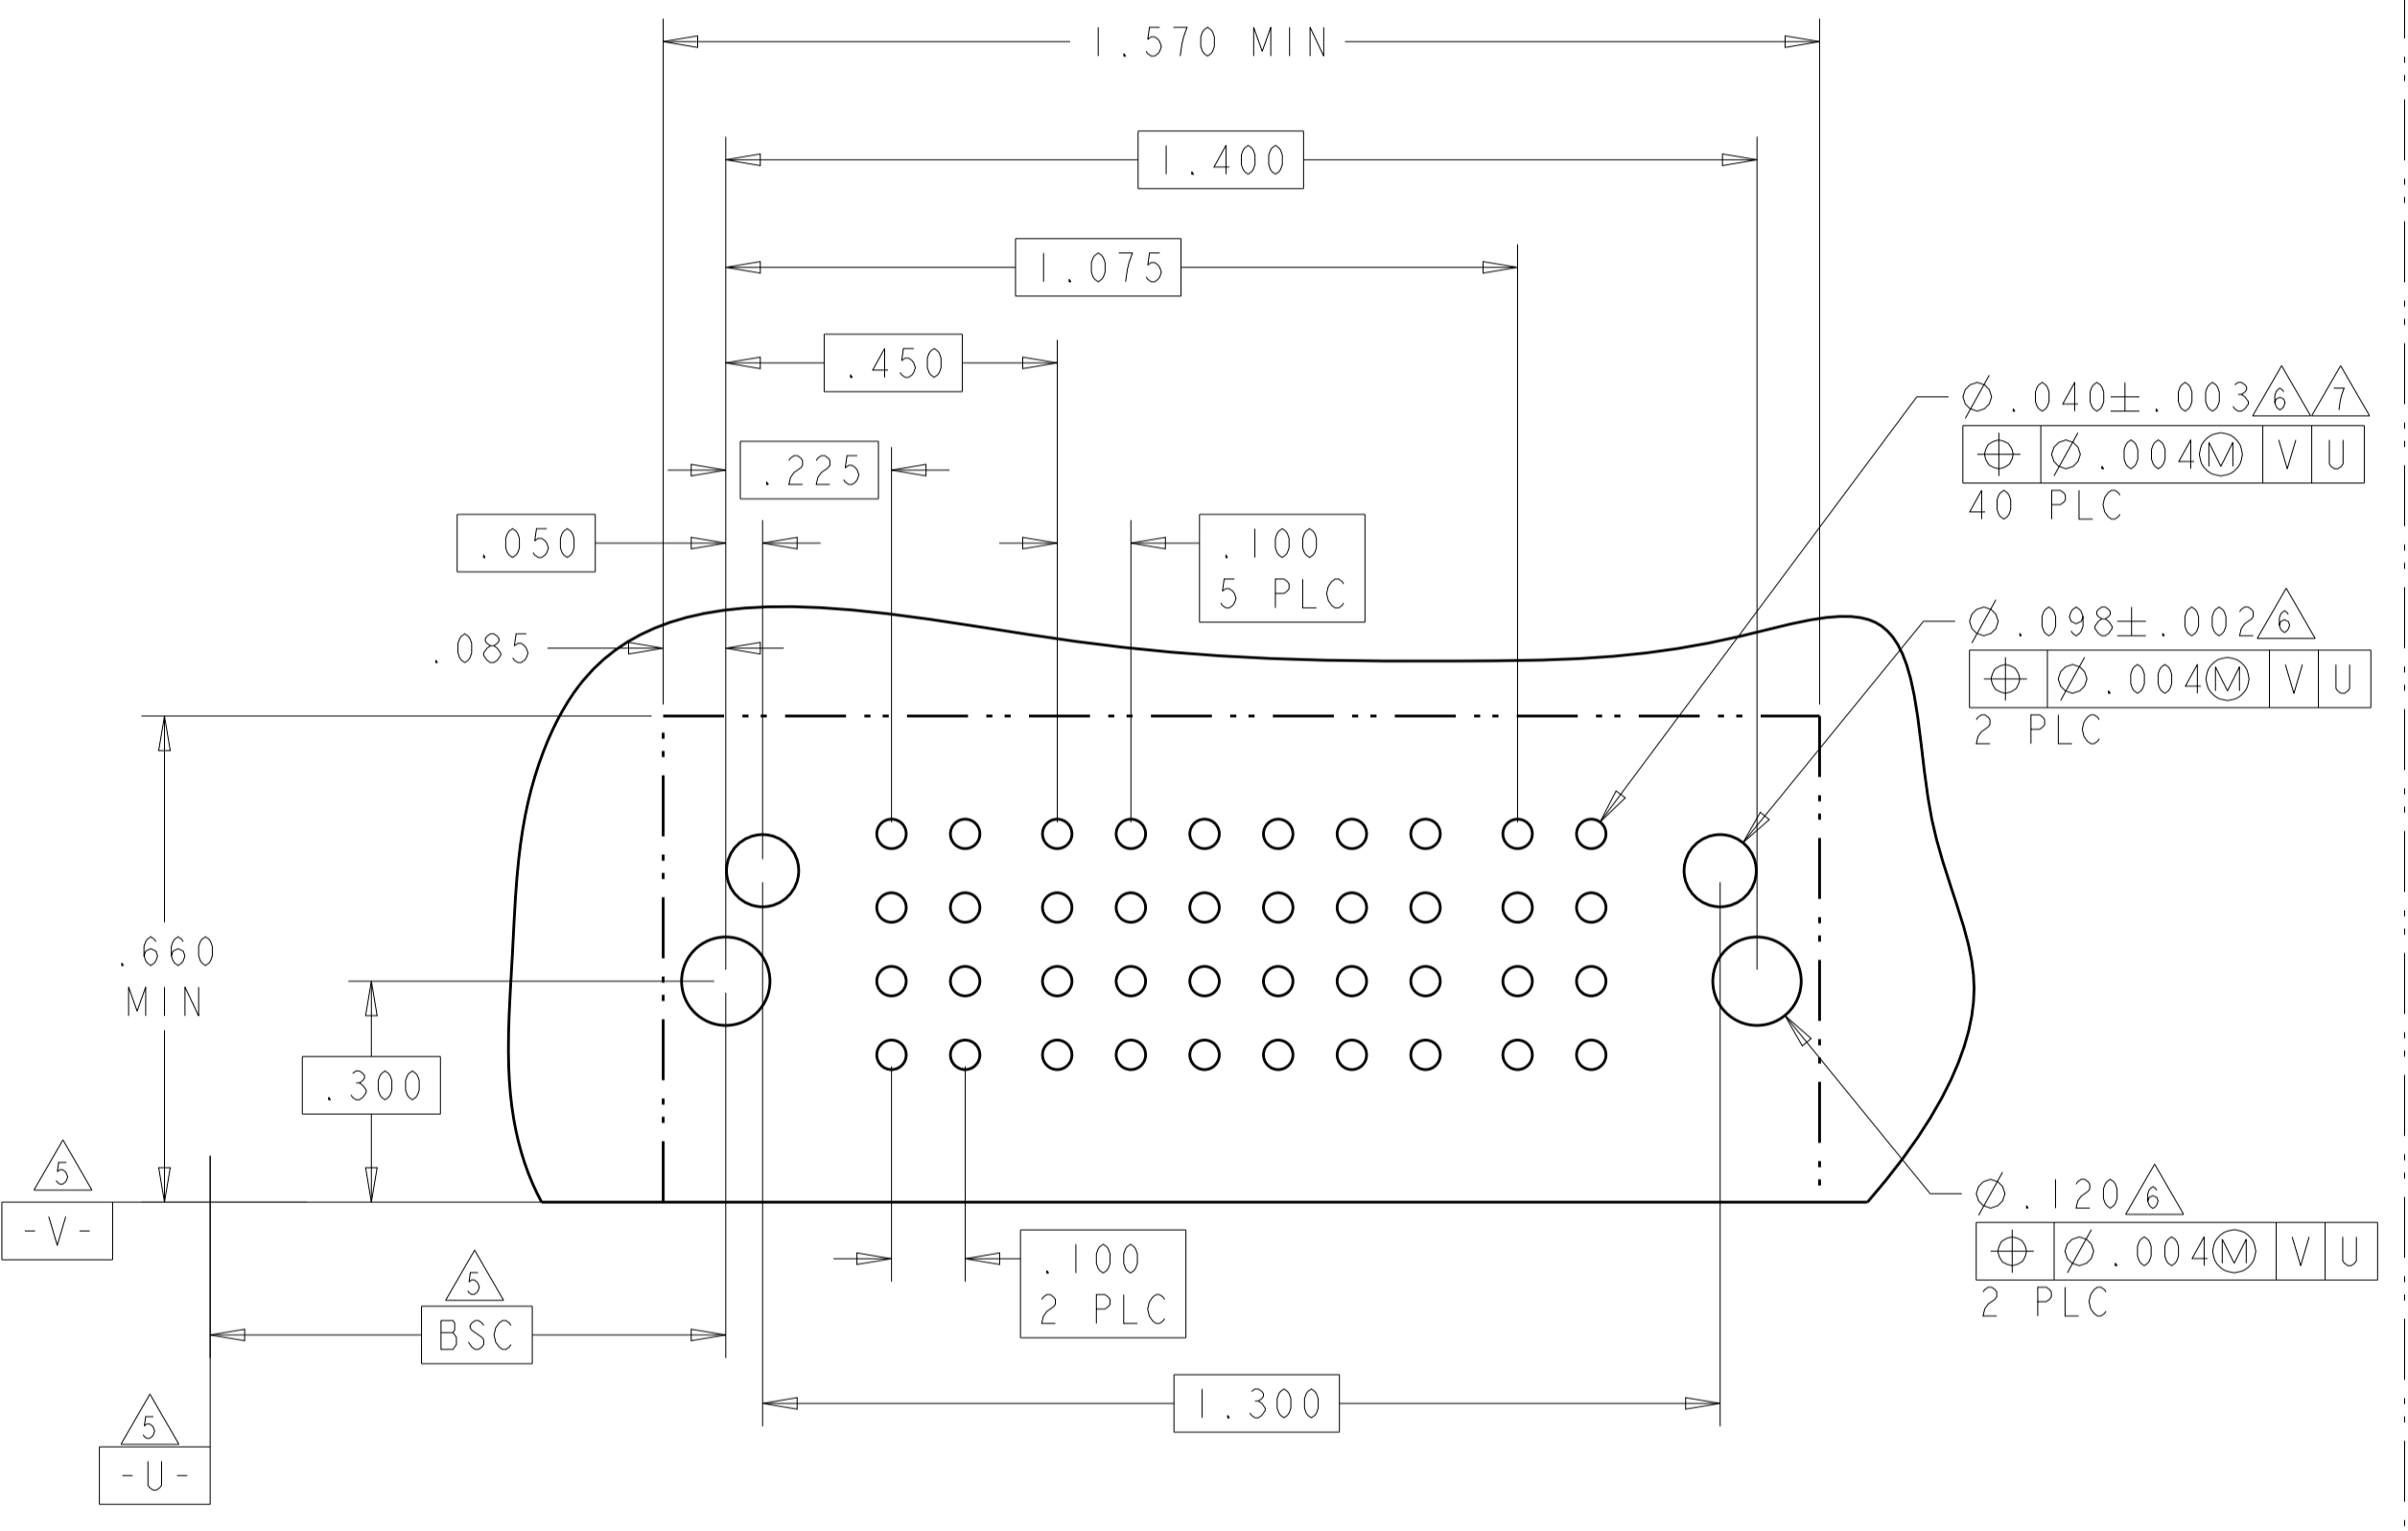 1.570 MIN
1.400
1.075
.450
.225
.050
.100
5 PLC
.085
⌀.040±.003 6 7
⌖ ⌀.004Ⓜ V U
40 PLC
⌀.098±.002 6
⌖ ⌀.004Ⓜ V U
2 PLC
.660
MIN
.300
5
-V-
⌀.120 6
⌖ ⌀.004Ⓜ V U
2 PLC
.100
2 PLC
5
BSC
1.300
5
-U-